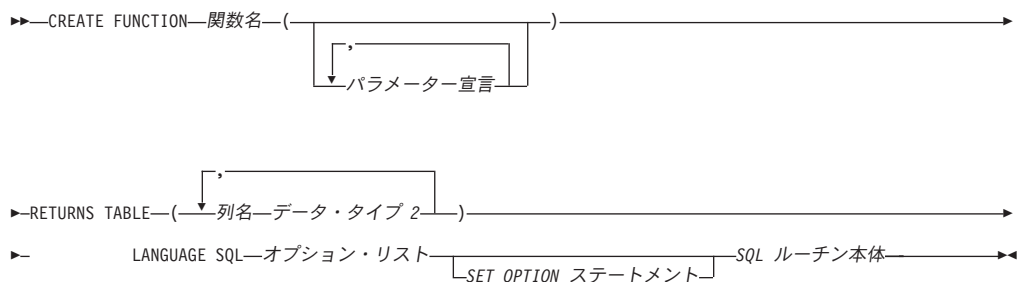 CREATE FUNCTION 関数名 ( )
,
パラメーター宣言
,
RETURNS TABLE ( 列名 データ・タイプ 2 )
LANGUAGE SQL オプション・リスト SQL ルーチン本体
SET OPTION ステートメント